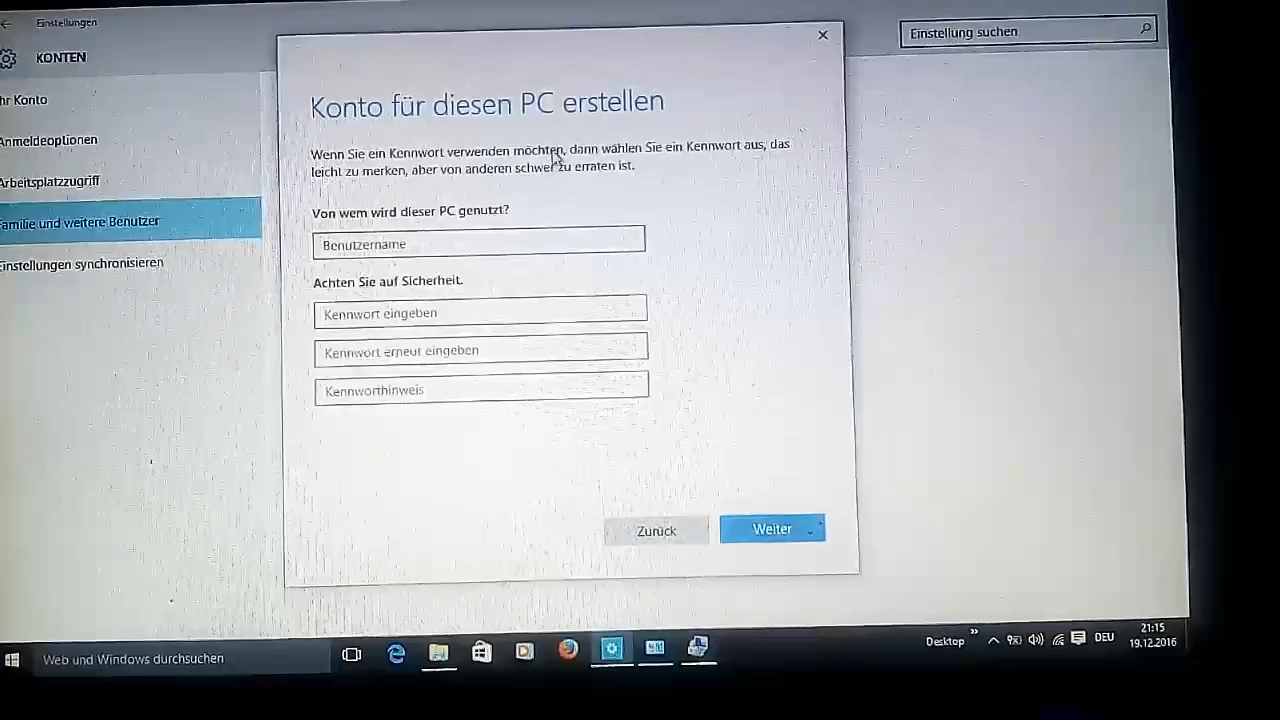 Einstellungen
KONTEN
Einstellung suchen
hr Konto
Anmeldeoptionen
Arbeitsplatzzugriff
Familie und weitere Benutzer
Einstellungen synchronisieren
Konto für diesen PC erstellen
Wenn Sie ein Kennwort verwenden möchten, dann wählen Sie ein Kennwort aus, das
leicht zu merken, aber von anderen schwer zu erraten ist.
Von wem wird dieser PC genutzt?
Benutzername
Achten Sie auf Sicherheit.
Kennwort eingeben
Kennwort erneut eingeben
Kennworthinweis
Zurück
Weiter
Web und Windows durchsuchen
Desktop
DEU
21:15
19.12.2016